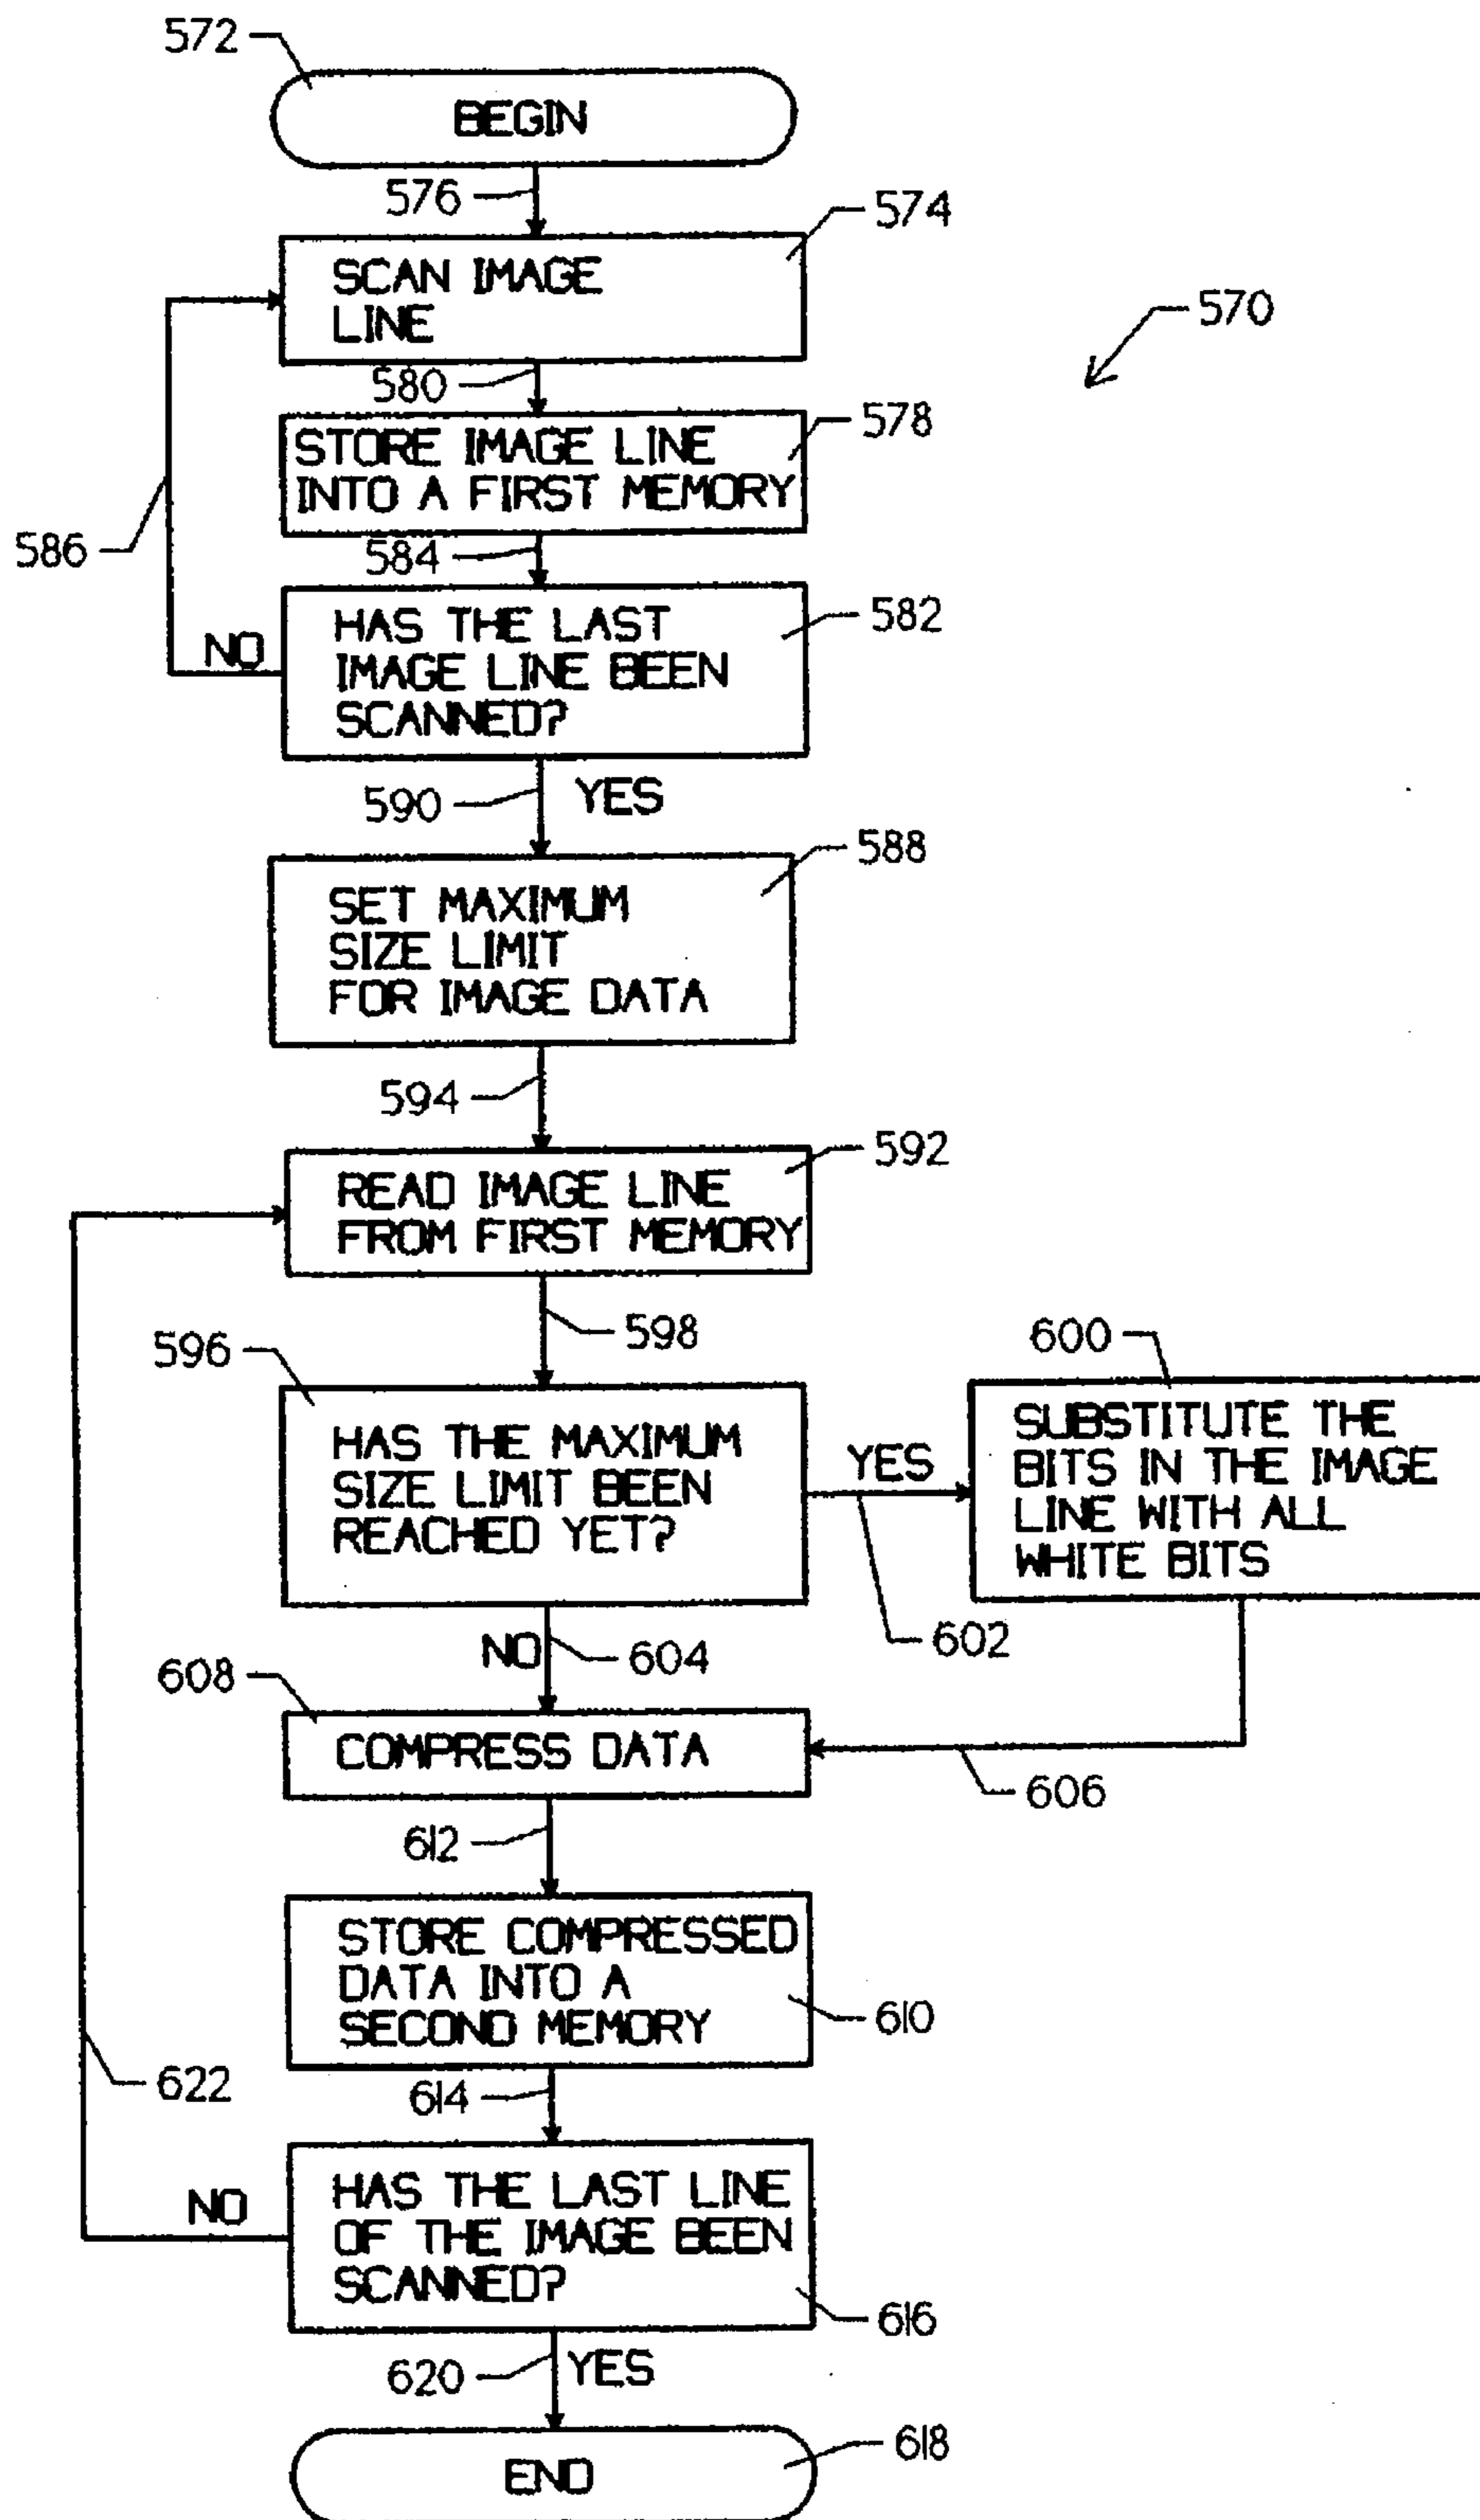 572
BEGIN
576
574
SCAN IMAGE
LINE
570
580
578
STORE IMAGE LINE
INTO A FIRST MEMORY
586
584
582
HAS THE LAST
IMAGE LINE BEEN
SCANNED?
NO
590
YES
588
SET MAXIMUM
SIZE LIMIT
FOR IMAGE DATA
594
592
READ IMAGE LINE
FROM FIRST MEMORY
598
596
600
HAS THE MAXIMUM
SIZE LIMIT BEEN
REACHED YET?
YES
SUBSTITUTE THE
BITS IN THE IMAGE
LINE WITH ALL
WHITE BITS
602
NO
604
608
COMPRESS DATA
606
612
STORE COMPRESSED
DATA INTO A
SECOND MEMORY
610
622
614
HAS THE LAST LINE
OF THE IMAGE BEEN
SCANNED?
NO
616
620
YES
618
END